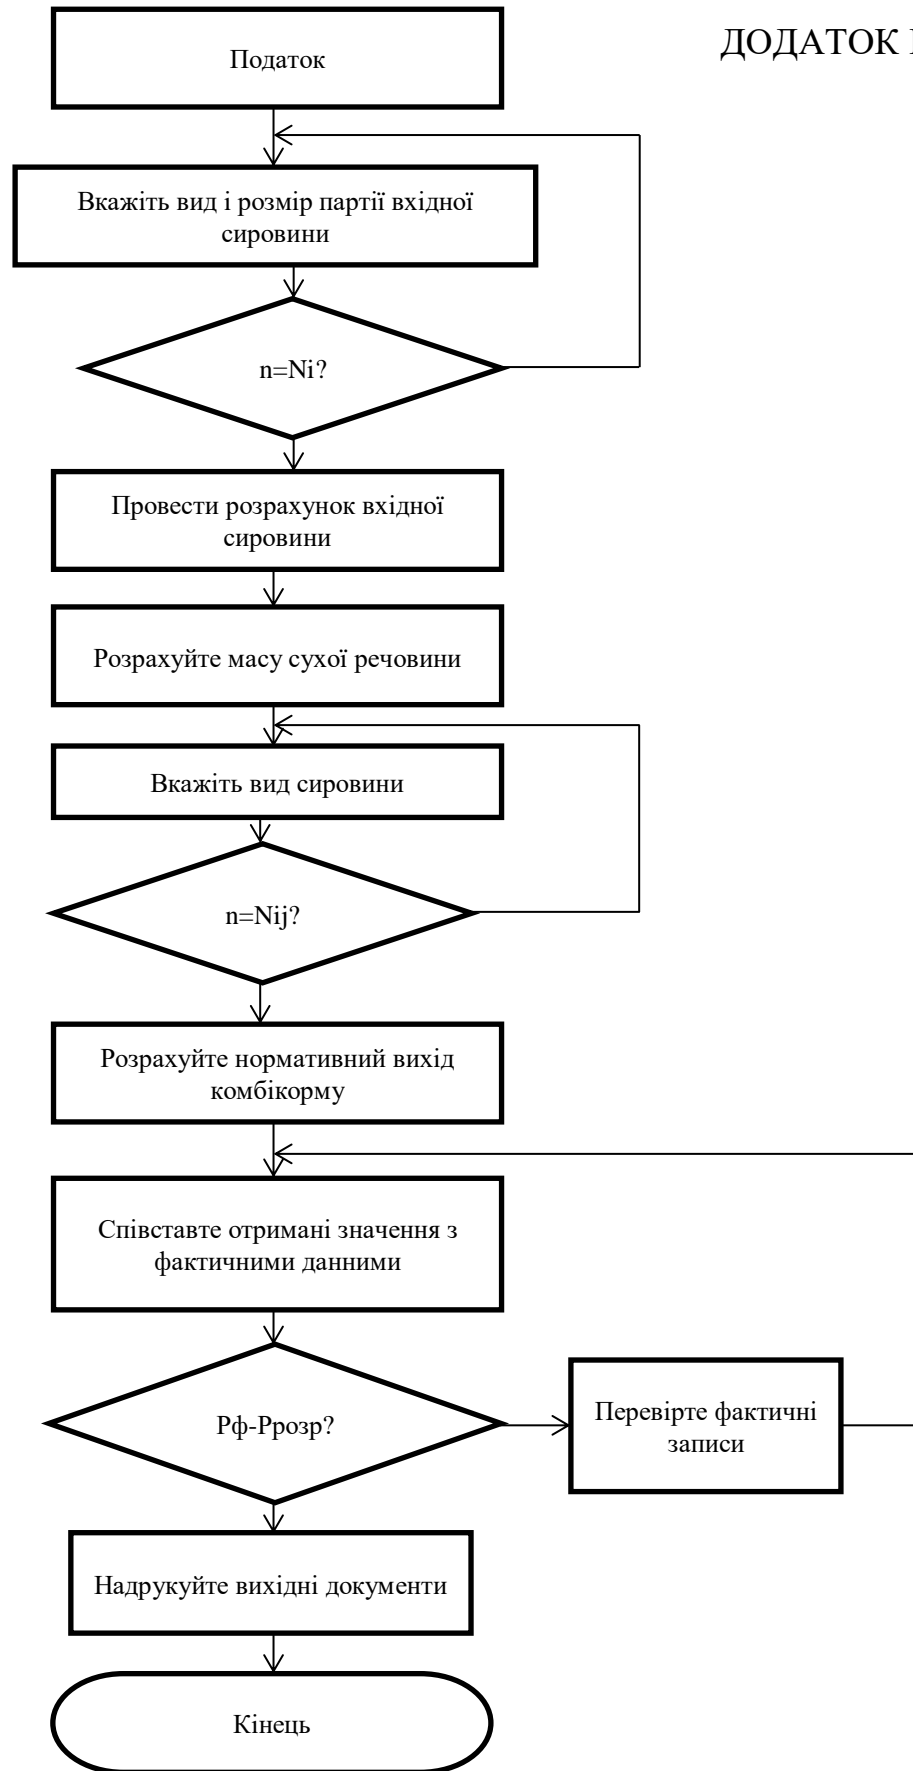 ДОДАТОК
Податок
Вкажіть вид і розмір партії вхідної
сировини
n=Ni?
Провести розрахунок вхідної
сировини
Розрахуйте масу сухої речовини
Вкажіть вид сировини
n=Nij?
Розрахуйте нормативний вихід
комбікорму
Співставте отримані значення з
фактичними данними
Рф-Ррозр?
Перевірте фактичні
записи
Надрукуйте вихідні документи
Кінець